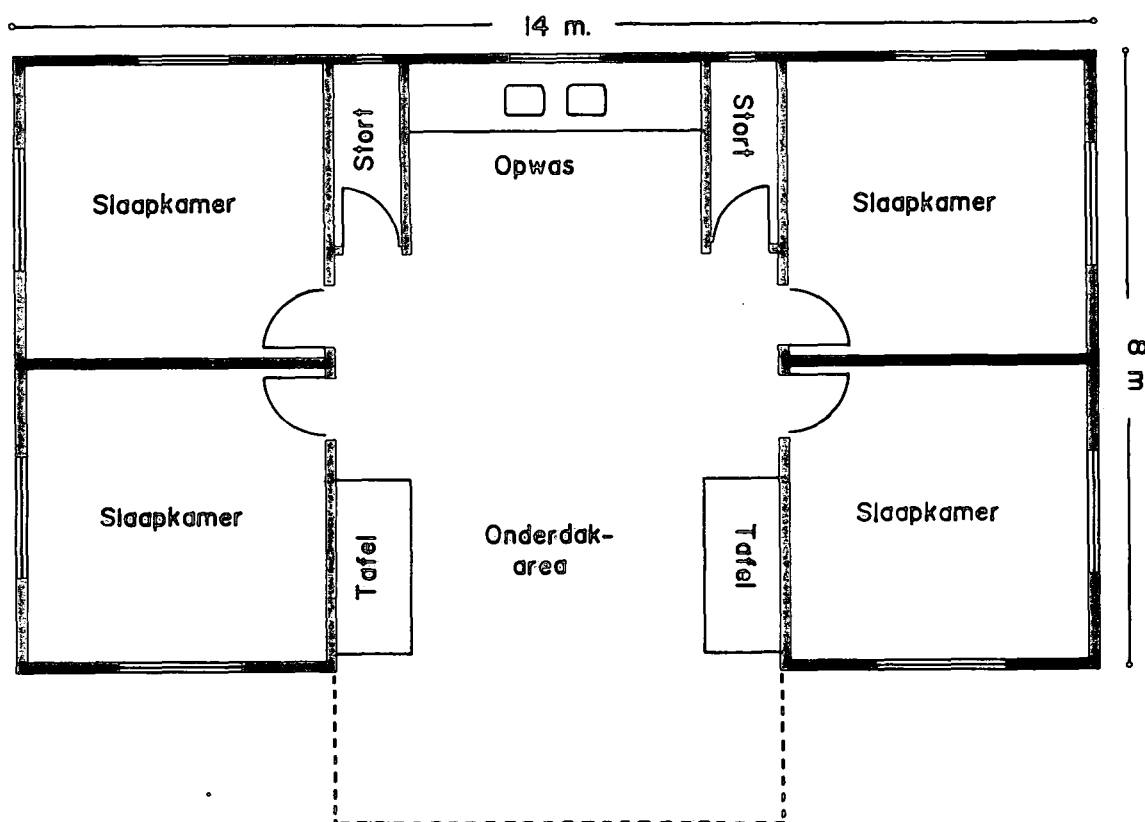 14 m.
Stort
Stort
Opwas
Slaapkamer
Slaapkamer
8 m
Slaapkamer
Slaapkamer
Tafel
Onderdak-
area
Tafel